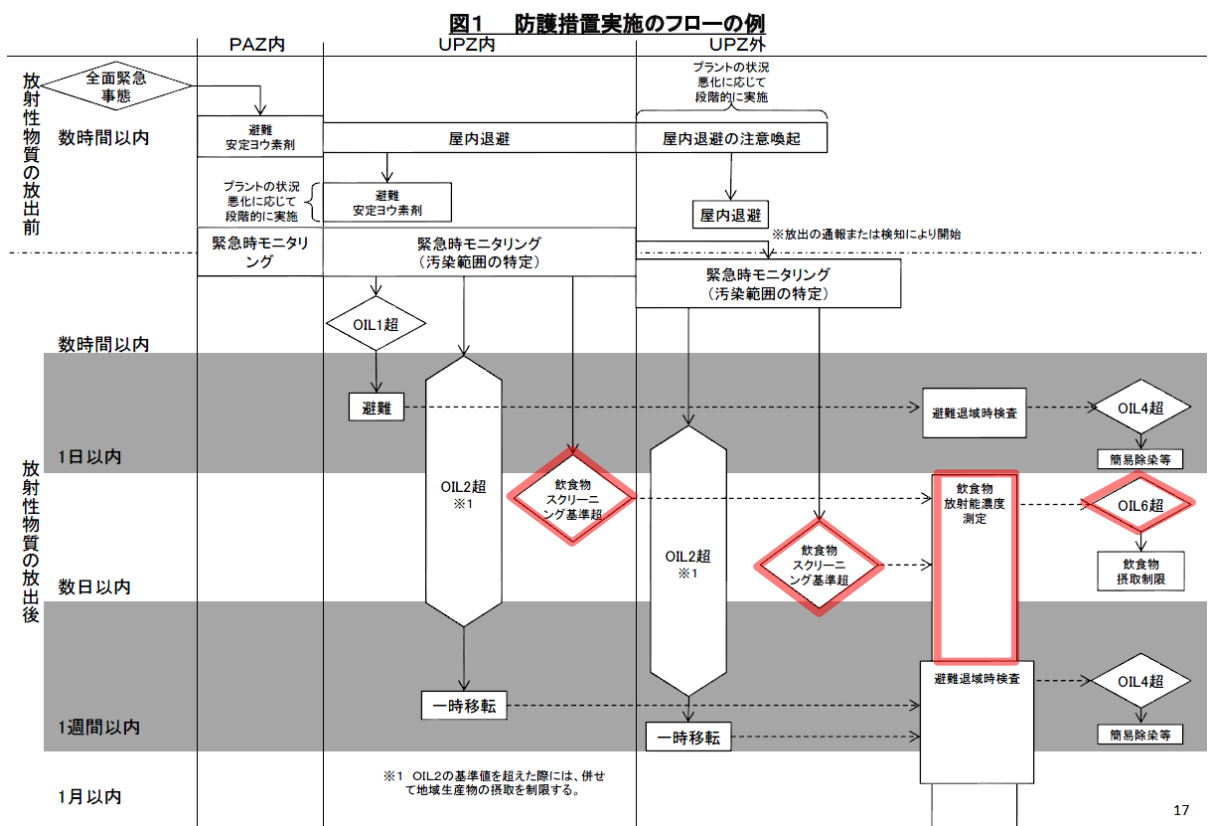 図1　防護措置実施のフローの例
PAZ内
UPZ内
UPZ外
放射性物質の放出前
全面緊急
事態
プラントの状況
悪化に応じて
段階的に実施
数時間以内
避難
安定ヨウ素剤
屋内退避
屋内退避の注意喚起
プラントの状況
悪化に応じて
段階的に実施
避難
安定ヨウ素剤
屋内退避
※放出の通報または検知により開始
緊急時モニタリ
ング
緊急時モニタリング
(汚染範囲の特定)
緊急時モニタリング
(汚染範囲の特定)
放射性物質の放出後
OIL1超
数時間以内
避難
避難退域時検査
OIL4超
簡易除染等
1日以内
OIL2超
※1
飲食物
スクリーニ
ング基準超
飲食物
放射能濃度
測定
OIL6超
OIL2超
※1
飲食物
スクリーニ
ング基準超
飲食物
摂取制限
数日以内
避難退域時検査
OIL4超
一時移転
一時移転
簡易除染等
1週間以内
※1　OIL2の基準値を超えた際には、併せ
て地域生産物の摂取を制限する。
1月以内
17